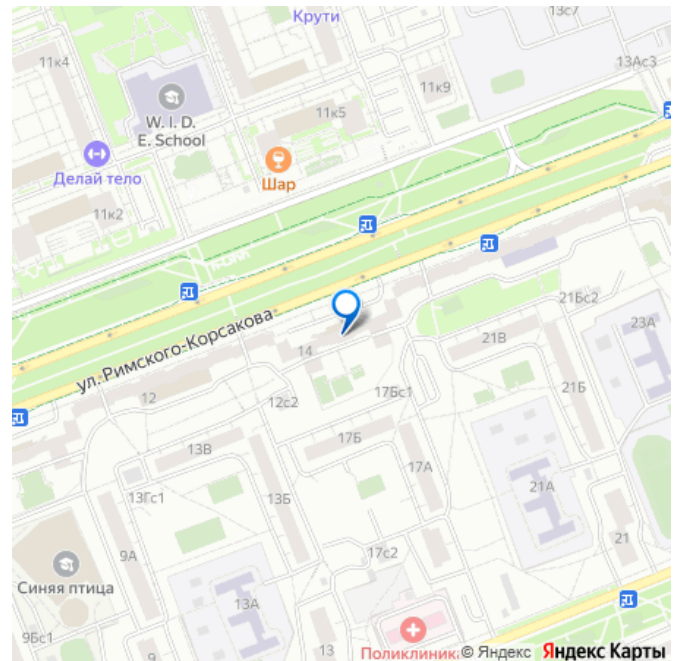 Крути
13с7
11к4
13Ас3
11к9
W. I. D.
E. School
11к5
Делай тело
Шар
11к2
21Бс2
ул. Римского-Корсакова
23А
14
21В
12
12с2
17Бс1
21Б
17Б
13В
17А
13Гс1
13Б
21А
9А
21
17с2
Синяя птица
13А
9Бс1
13
Поликлиника
9
© Яндекс Яндекс Карты